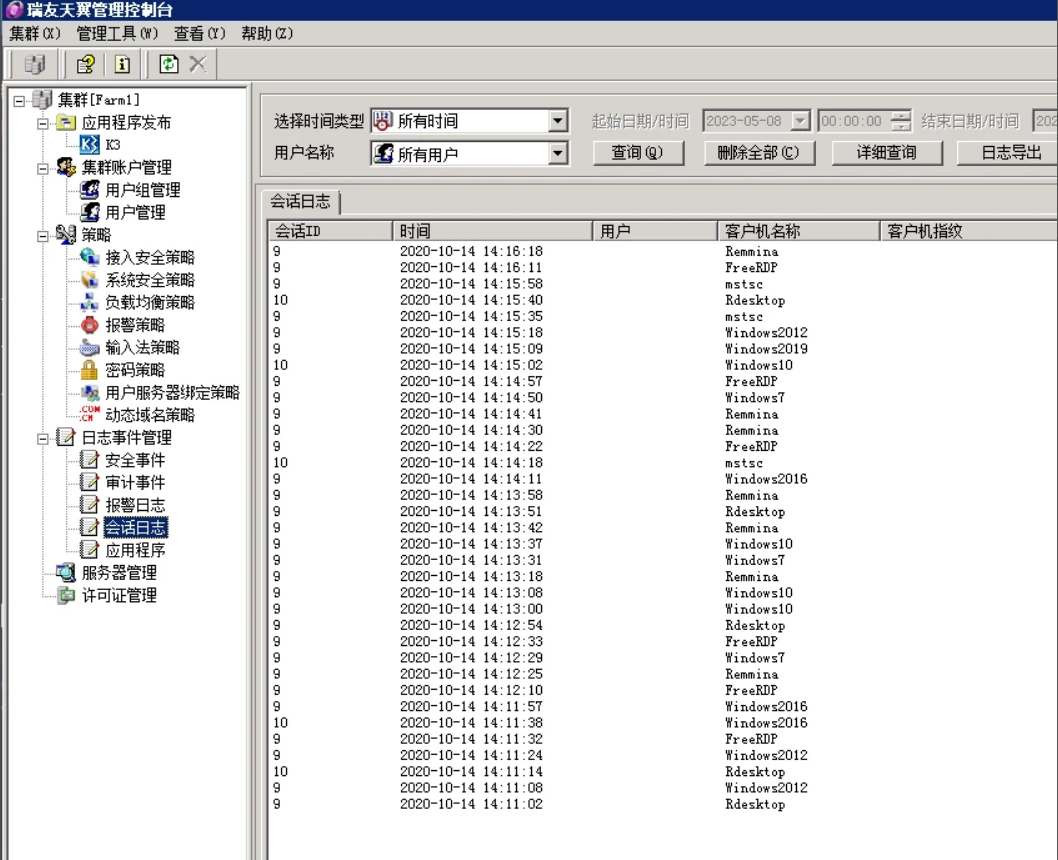 瑞友天翼管理控制台
集群(X) 管理工具(W) 查看(Y) 帮助(Z)
集群[Farm1]
应用程序发布
K3
集群账户管理
用户组管理
用户管理
策略
接入安全策略
系统安全策略
负载均衡策略
报警策略
输入法策略
密码策略
用户服务器绑定策略
动态域名策略
日志事件管理
安全事件
审计事件
报警日志
会话日志
应用程序
服务器管理
许可证管理
选择时间类型 所有时间 起始日期/时间 2023-05-08 00:00:00 结束日期/时间 202
用户名称 所有用户 查询(Q) 删除全部(C) 详细查询 日志导出
会话日志
会话ID 时间 用户 客户机名称 客户机指纹
9 2020-10-14 14:16:18 Remmina
9 2020-10-14 14:16:11 FreeRDP
9 2020-10-14 14:15:58 mstsc
10 2020-10-14 14:15:40 Rdesktop
9 2020-10-14 14:15:35 mstsc
9 2020-10-14 14:15:18 Windows2012
9 2020-10-14 14:15:09 Windows2019
10 2020-10-14 14:15:02 Windows10
9 2020-10-14 14:14:57 FreeRDP
9 2020-10-14 14:14:50 Windows7
9 2020-10-14 14:14:41 Remmina
9 2020-10-14 14:14:30 Remmina
9 2020-10-14 14:14:22 FreeRDP
10 2020-10-14 14:14:18 mstsc
9 2020-10-14 14:14:11 Windows2016
9 2020-10-14 14:13:58 Remmina
9 2020-10-14 14:13:51 Rdesktop
9 2020-10-14 14:13:42 Remmina
9 2020-10-14 14:13:37 Windows10
9 2020-10-14 14:13:31 Windows7
9 2020-10-14 14:13:18 Remmina
9 2020-10-14 14:13:08 Windows10
9 2020-10-14 14:13:00 Windows10
9 2020-10-14 14:12:54 Rdesktop
9 2020-10-14 14:12:33 FreeRDP
9 2020-10-14 14:12:29 Windows7
9 2020-10-14 14:12:25 Remmina
9 2020-10-14 14:12:10 FreeRDP
9 2020-10-14 14:11:57 Windows2016
10 2020-10-14 14:11:38 Windows2016
9 2020-10-14 14:11:32 FreeRDP
9 2020-10-14 14:11:24 Windows2012
10 2020-10-14 14:11:14 Rdesktop
9 2020-10-14 14:11:08 Windows2012
9 2020-10-14 14:11:02 Rdesktop